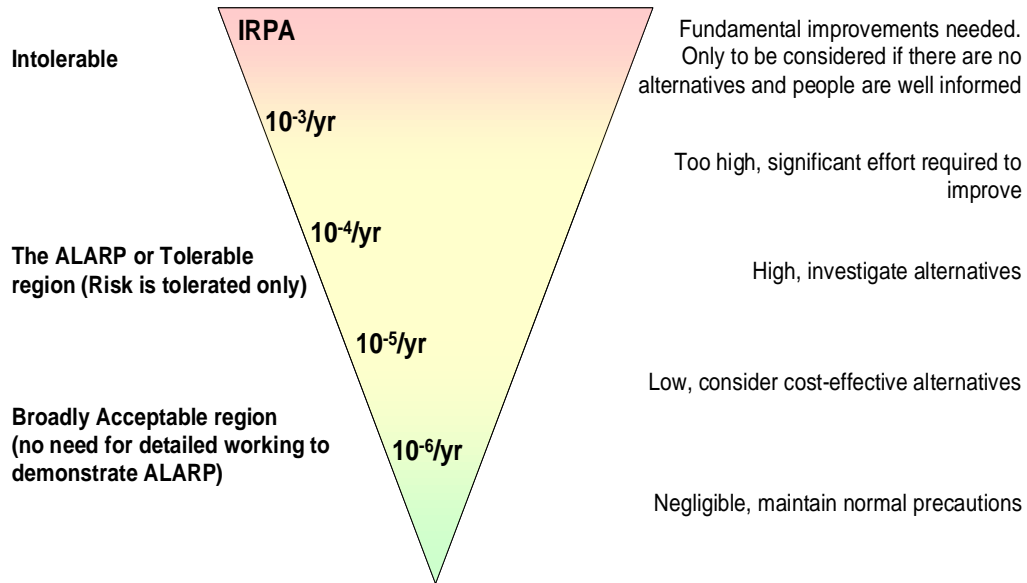 IRPA
Intolerable
Fundamental improvements needed.
Only to be considered if there are no
alternatives and people are well informed
10⁻³/yr
Too high, significant effort required to
improve
10⁻⁴/yr
The ALARP or Tolerable
region (Risk is tolerated only)
High, investigate alternatives
10⁻⁵/yr
Low, consider cost-effective alternatives
Broadly Acceptable region
(no need for detailed working to
demonstrate ALARP)
10⁻⁶/yr
Negligible, maintain normal precautions